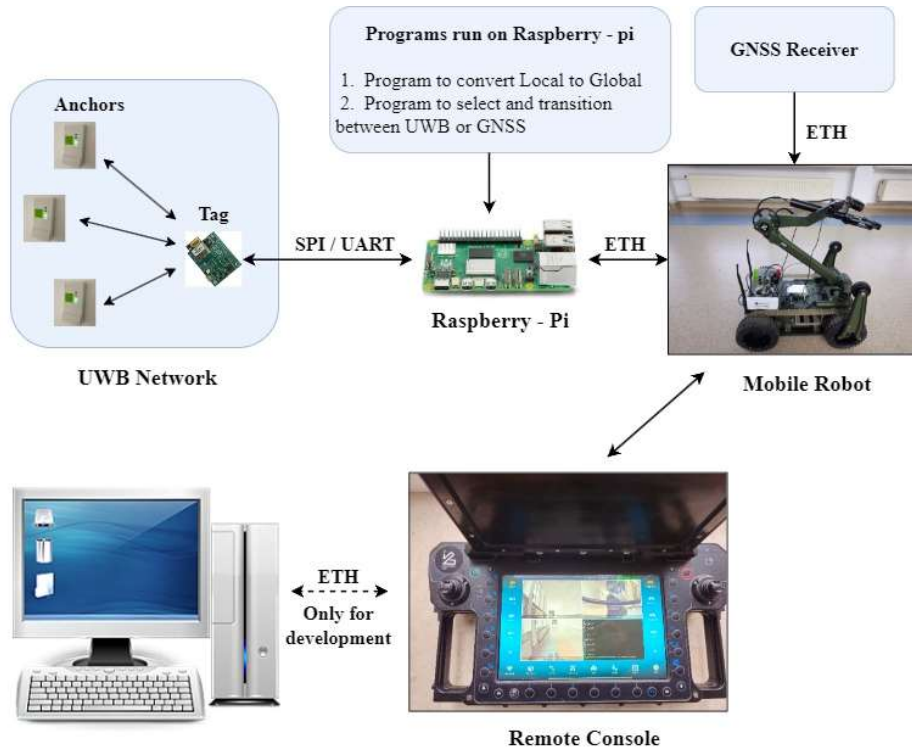 Programs run on Raspberry - pi
1. Program to convert Local to Global
2. Program to select and transition
between UWB or GNSS
GNSS Receiver
ETH
Anchors
Tag
SPI / UART
ETH
Raspberry - Pi
UWB Network
Mobile Robot
ETH
Only for
development
Remote Console